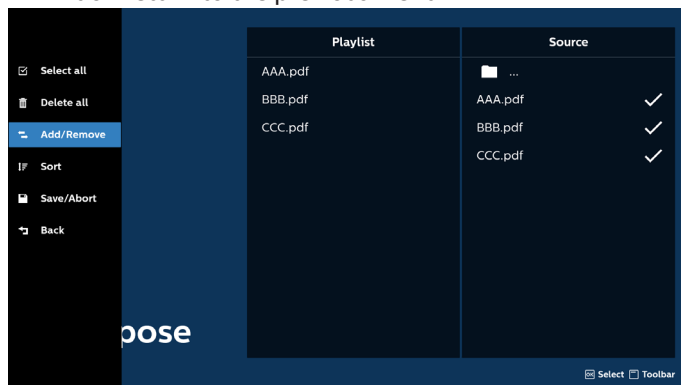 Select all
Delete all
Add/Remove
Sort
Save/Abort
Back
pose
Playlist
AAA.pdf
BBB.pdf
CCC.pdf
Source
...
AAA.pdf
BBB.pdf
CCC.pdf
OK Select Toolbar